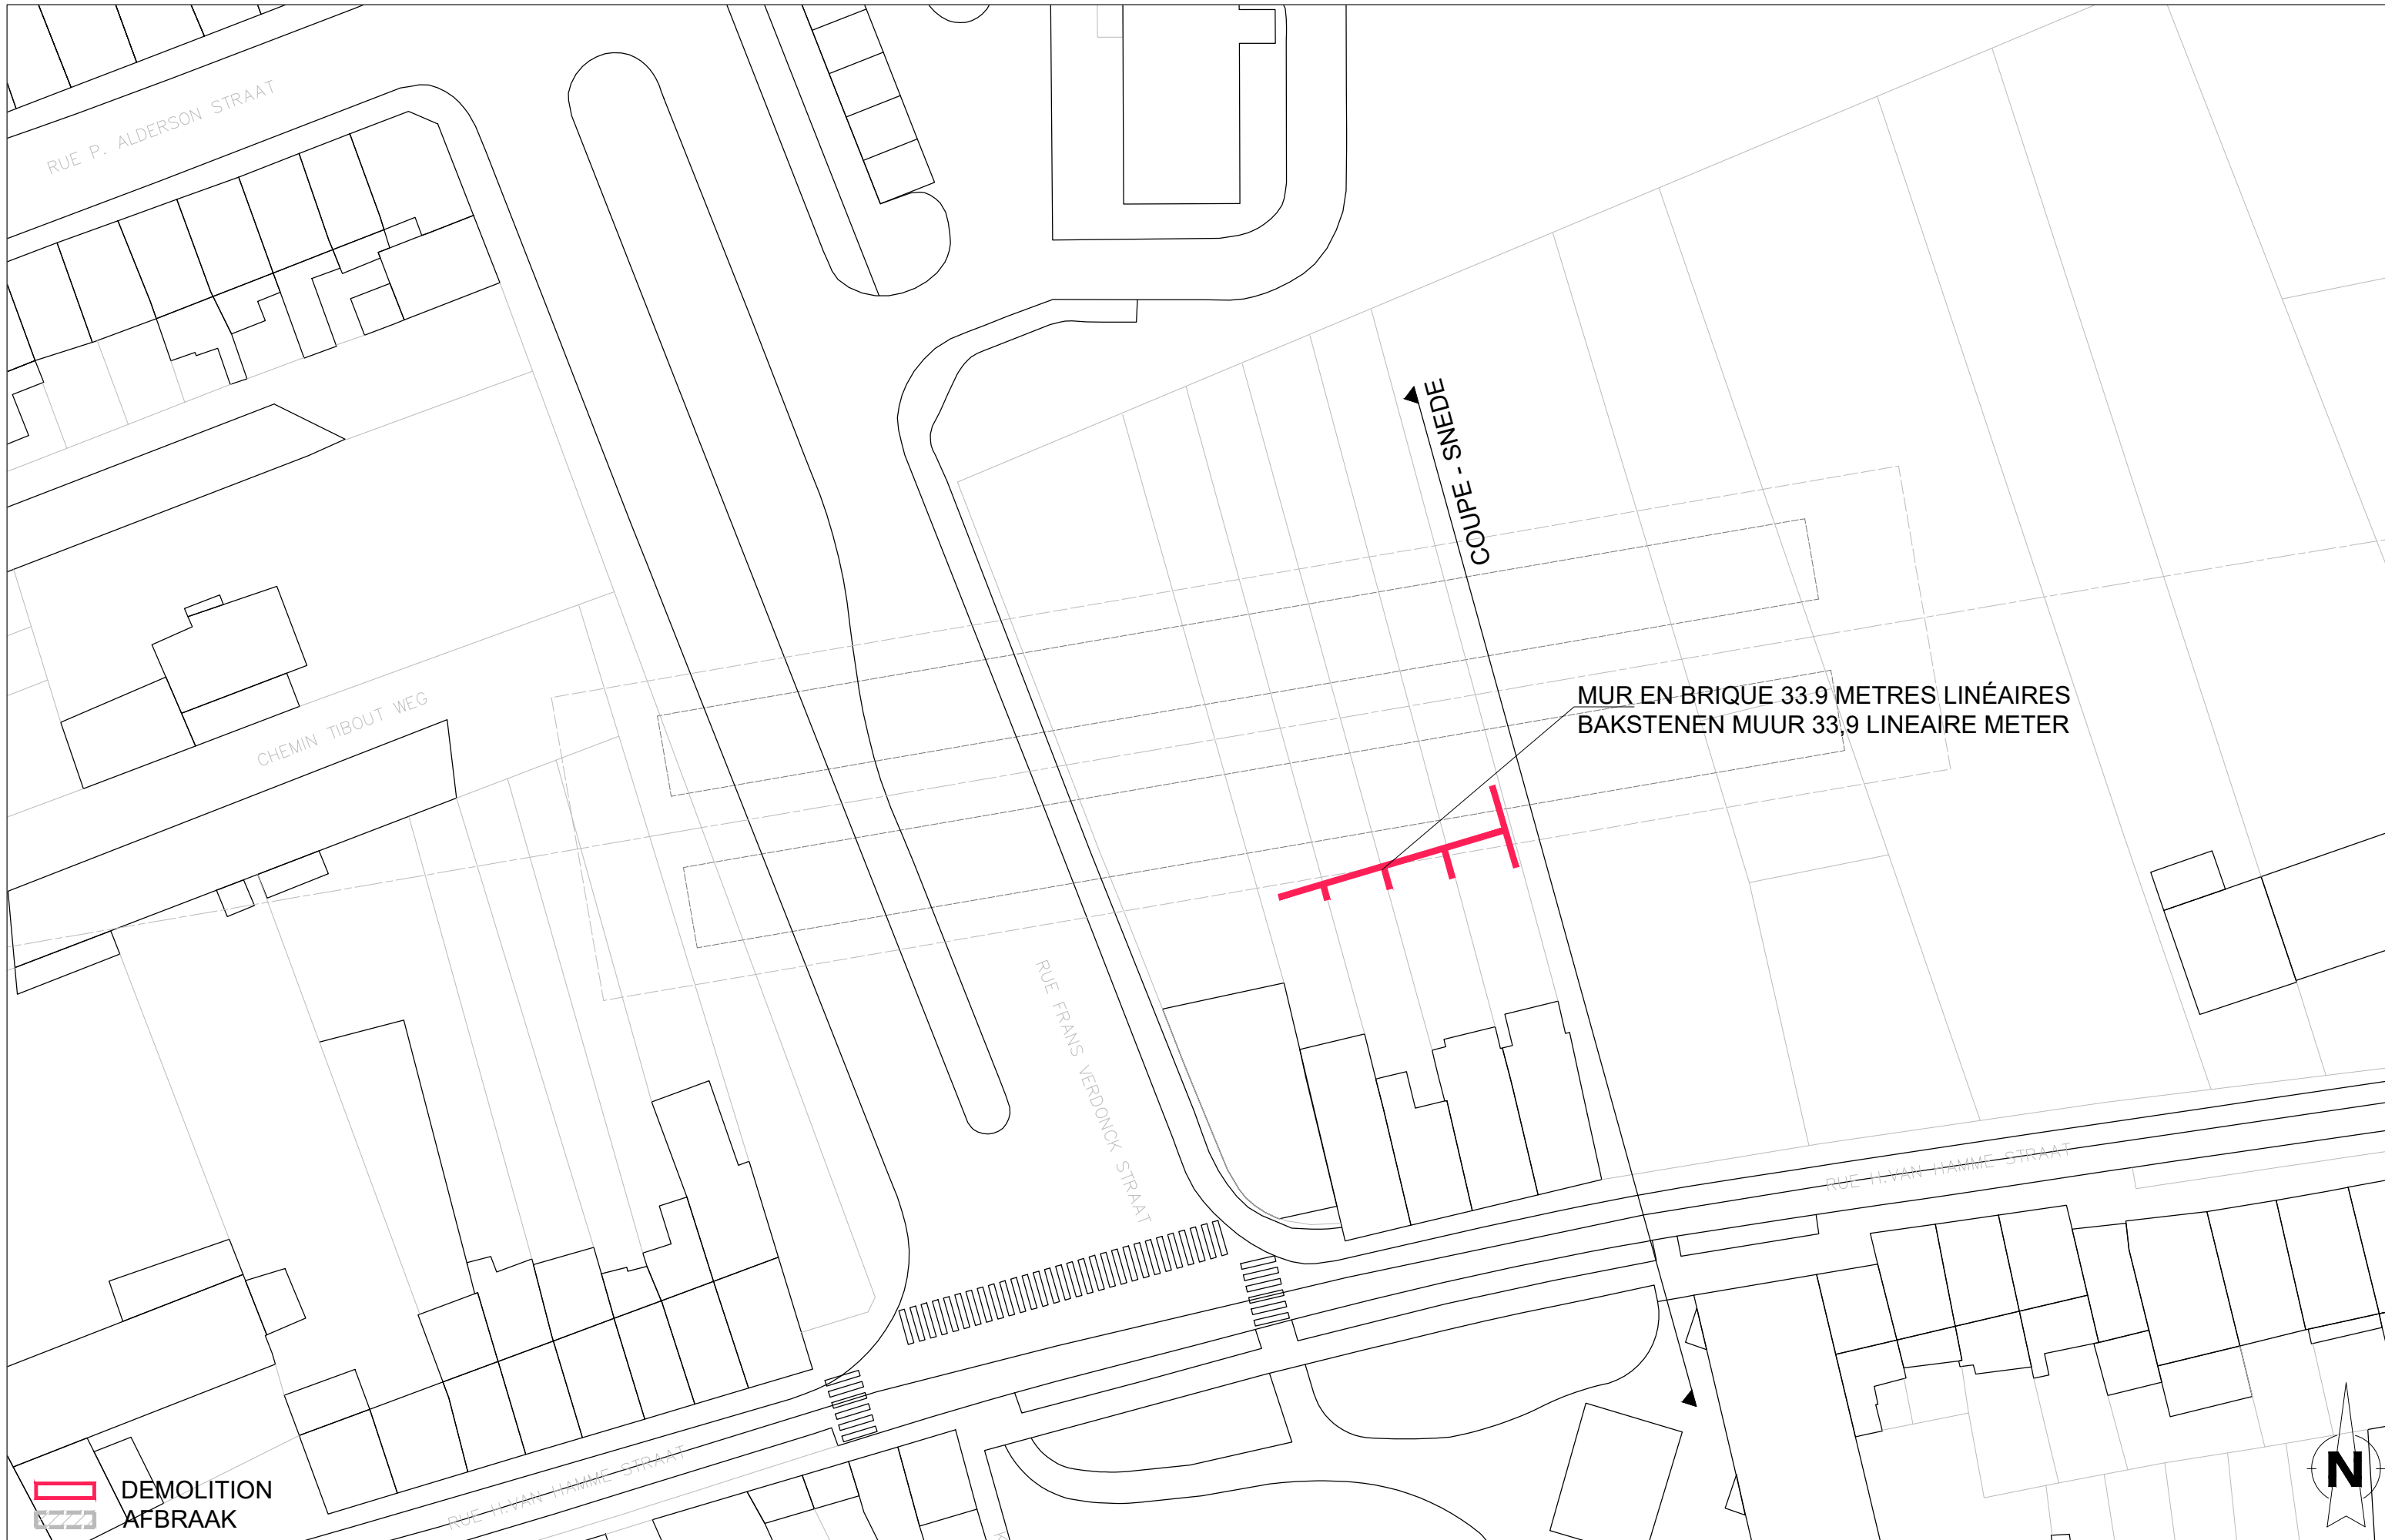 RUE P. ALDERSON STRAAT
COUPE - SNEDE
MUR EN BRIQUE 33.9 METRES LINÉAIRES
BAKSTENEN MUUR 33,9 LINEAIRE METER
CHEMIN TIBOUT WEG
RUE FRANS VERDONCK STRAAT
RUE H.VAN HAMME STRAAT
RUE H.VAN HAMME STRAAT
DEMOLITION
AFBRAAK
K
N